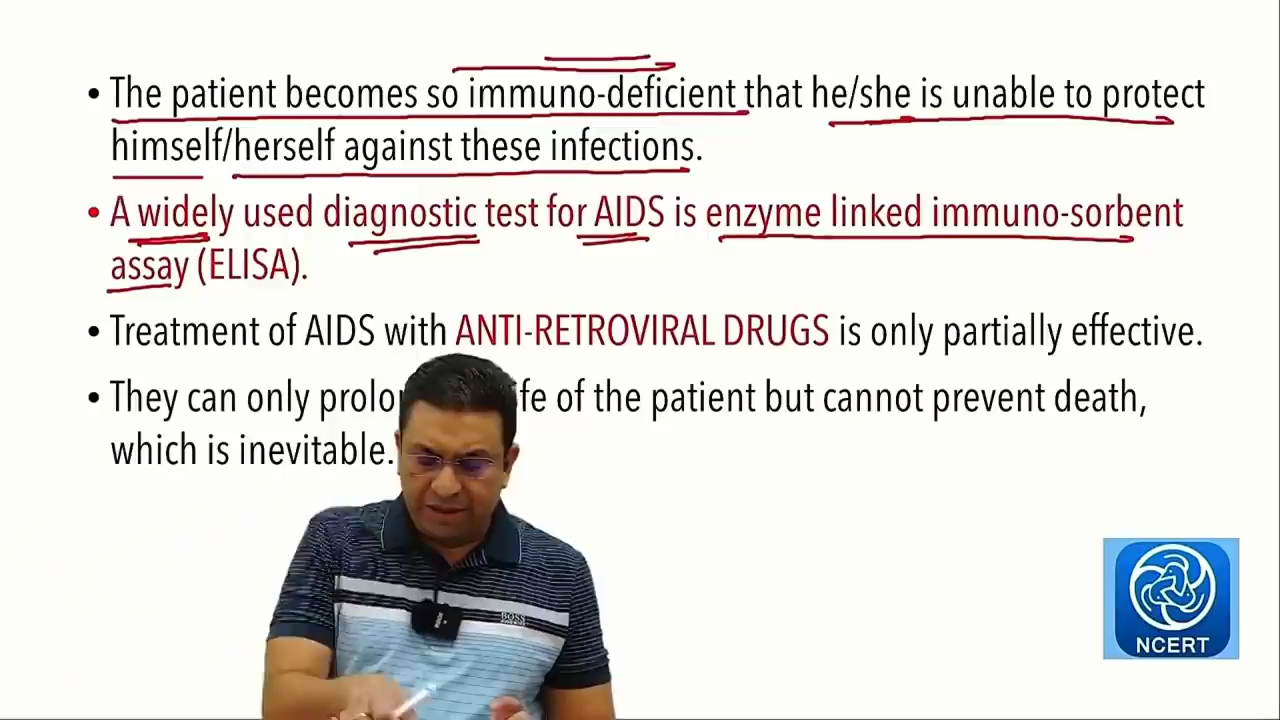 • The patient becomes so immuno-deficient that he/she is unable to protect
himself/herself against these infections.
• A widely used diagnostic test for AIDS is enzyme linked immuno-sorbent
assay (ELISA).
• Treatment of AIDS with ANTI-RETROVIRAL DRUGS is only partially effective.
• They can only of the patient but cannot prevent death,
which is inevitable.
BOSS
NCERT